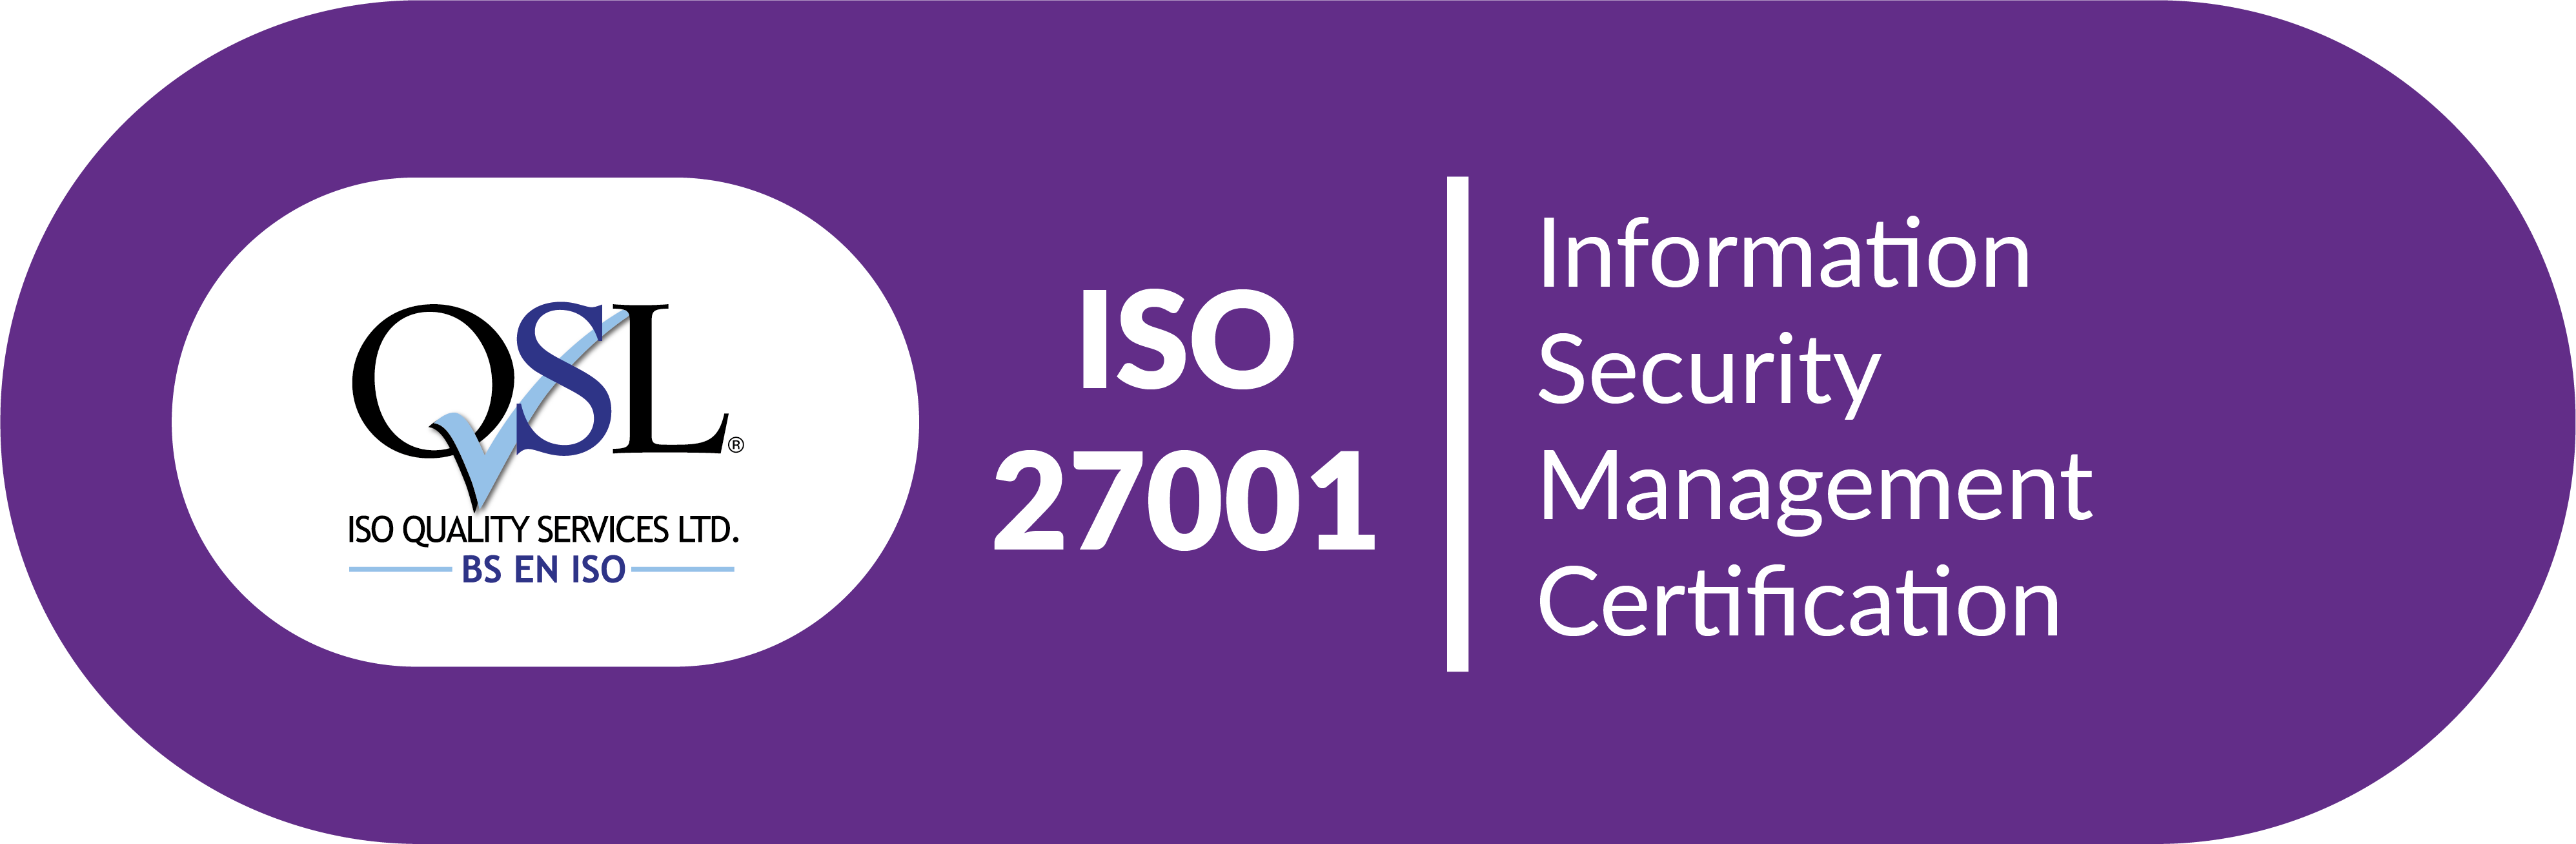 QSL®
ISO QUALITY SERVICES LTD.
BS EN ISO
ISO
27001
Information
Security
Management
Certification